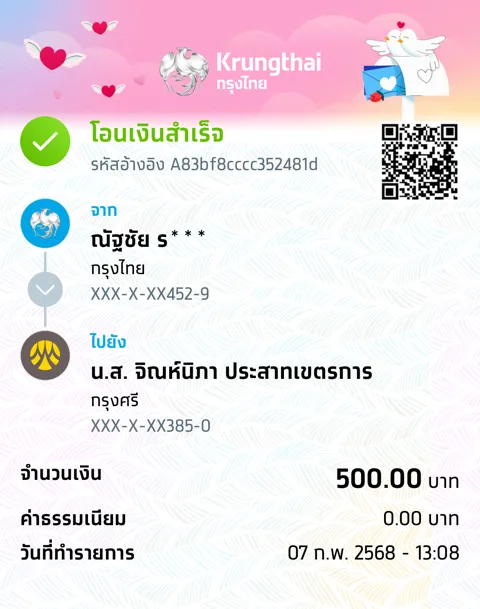 Krungthai
กรุงไทย
โอนเงินสำเร็จ
รหัสอ้างอิง A83bf8cccc352481d
จาก
ณัฐชัย ร***
กรุงไทย
XXX-X-XX452-9
ไปยัง
น.ส. จิณห์นิภา ประสาทเขตรการ
กรุงศรี
XXX-X-XX385-0
จำนวนเงิน 500.00 บาท
ค่าธรรมเนียม 0.00 บาท
วันที่ทำรายการ 07 ก.พ. 2568 - 13:08